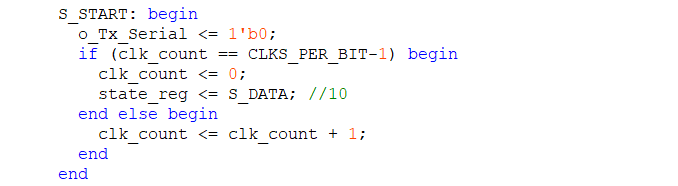 S_START: begin
o_Tx_Serial <= 1'b0;
if (clk_count == CLKS_PER_BIT-1) begin
clk_count <= 0;
state_reg <= S_DATA; //10
end else begin
clk_count <= clk_count + 1;
end
end